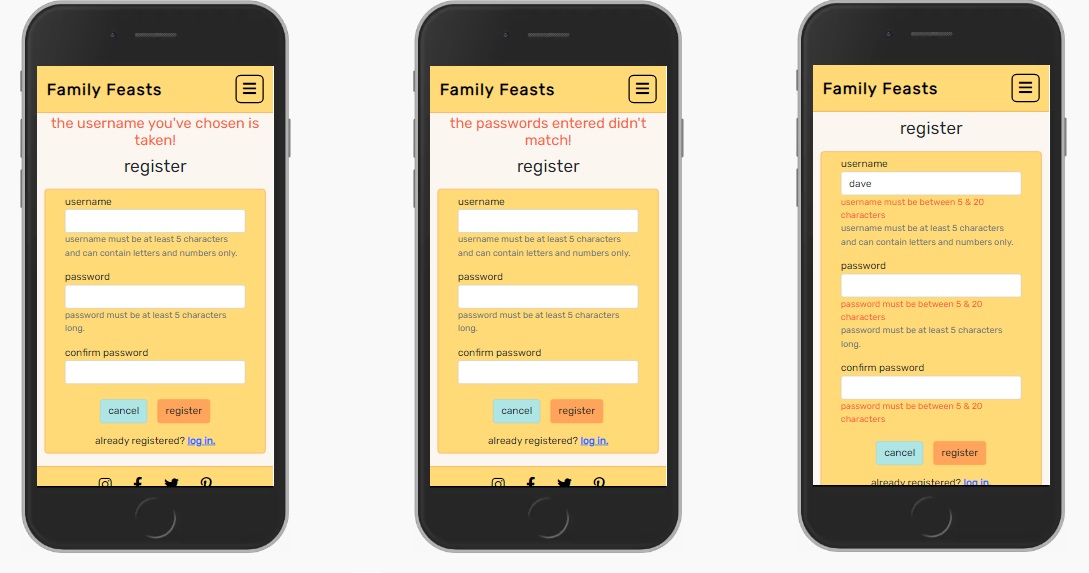 Family Feasts
the username you've chosen is
taken!
register
username
username must be at least 5 characters
and can contain letters and numbers only.
password
password must be at least 5 characters
long.
confirm password
cancel register
already registered? log in.
Family Feasts
the passwords entered didn't
match!
register
username
username must be at least 5 characters
and can contain letters and numbers only.
password
password must be at least 5 characters
long.
confirm password
cancel register
already registered? log in.
Family Feasts
register
username
dave
username must be between 5 & 20
characters
username must be at least 5 characters
and can contain letters and numbers only.
password
password must be between 5 & 20
characters
password must be at least 5 characters
long.
confirm password
password must be between 5 & 20
characters
cancel register
already registered? log in